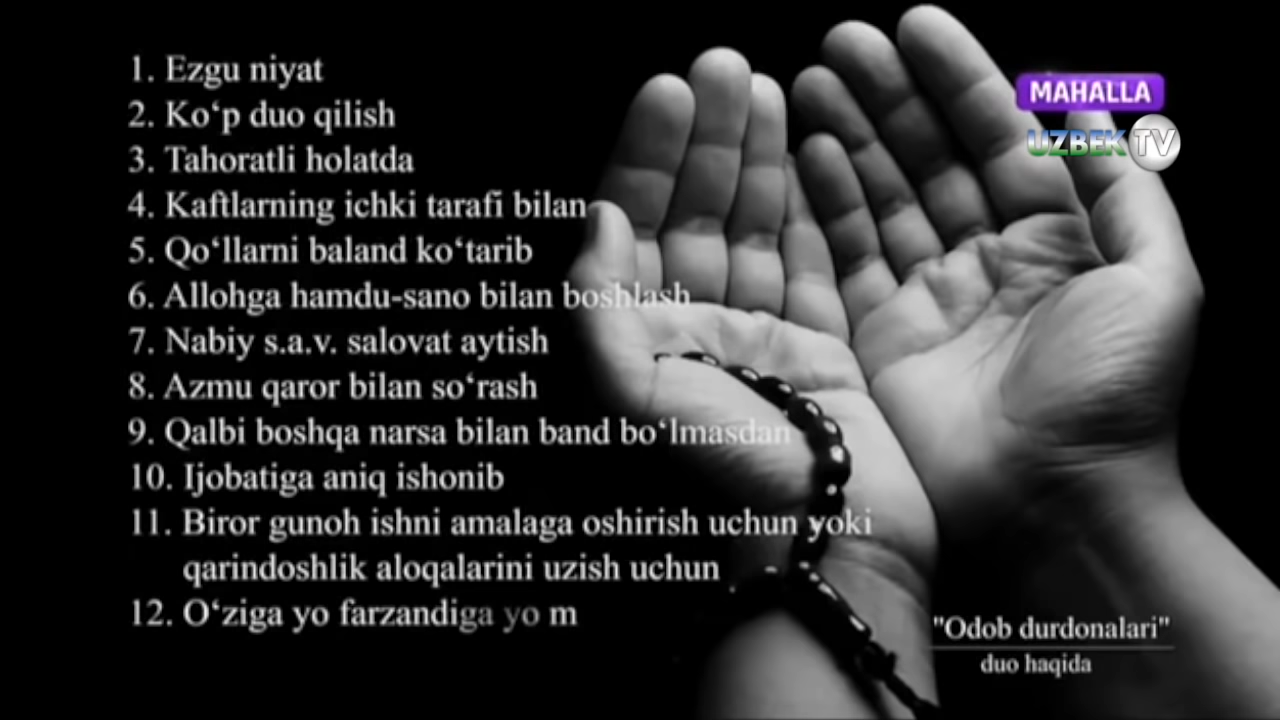 1. Ezgu niyat
2. Ko‘p duo qilish
3. Tahoratli holatda
4. Kaftlarning ichki tarafi bilan
5. Qo‘llarni baland ko‘tarib
6. Allohga hamdu-sano bilan boshlash
7. Nabiy s.a.v. salovat aytish
8. Azmu qaror bilan so‘rash
9. Qalbi boshqa narsa bilan band bo‘lmasdan
10. Ijobatiga aniq ishonib
11. Biror gunoh ishni amalaga oshirish uchun yoki
qarindoshlik aloqalarini uzish uchun
12. O‘ziga yo farzandiga yo m
MAHALLA
UZBEK TV
"Odob durdonalari"
duo haqida